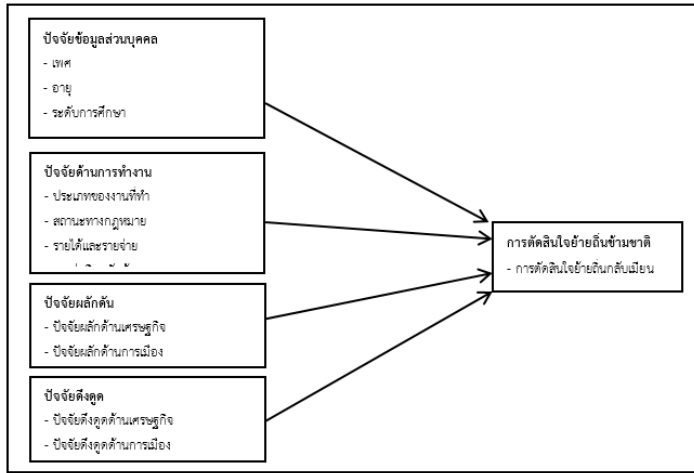 ปัจจัยข้อมูลส่วนบุคคล
- เพศ
- อายุ
- ระดับการศึกษา
ปัจจัยด้านการทำงาน
- ประเภทของงานที่ทำ
- สถานะทางกฎหมาย
- รายได้และรายจ่าย
ปัจจัยผลักดัน
- ปัจจัยผลักด้านเศรษฐกิจ
- ปัจจัยผลักด้านการเมือง
ปัจจัยดึงดูด
- ปัจจัยดึงดูดด้านเศรษฐกิจ
- ปัจจัยดึงดูดด้านการเมือง
การตัดสินใจย้ายถิ่นข้ามชาติ
- การตัดสินใจย้ายถิ่นกลับเมียน